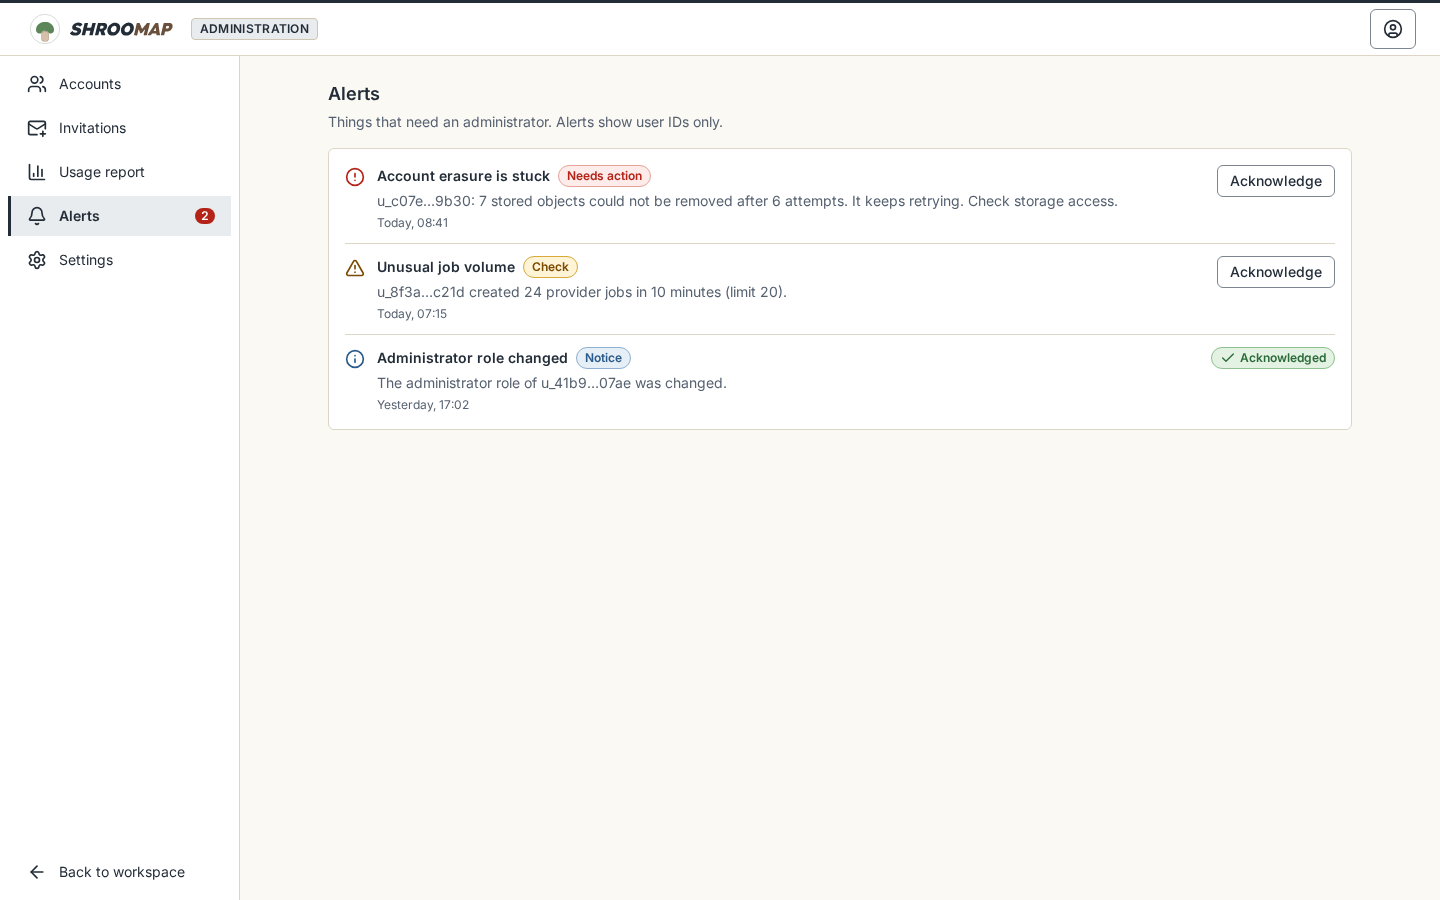 SHROOMAP
ADMINISTRATION
Accounts
Invitations
Usage report
Alerts 2
Settings
Back to workspace
Alerts
Things that need an administrator. Alerts show user IDs only.
Account erasure is stuck Needs action Acknowledge
u_c07e...9b30: 7 stored objects could not be removed after 6 attempts. It keeps retrying. Check storage access.
Today, 08:41
Unusual job volume Check Acknowledge
u_8f3a...c21d created 24 provider jobs in 10 minutes (limit 20).
Today, 07:15
Administrator role changed Notice Acknowledged
The administrator role of u_41b9...07ae was changed.
Yesterday, 17:02